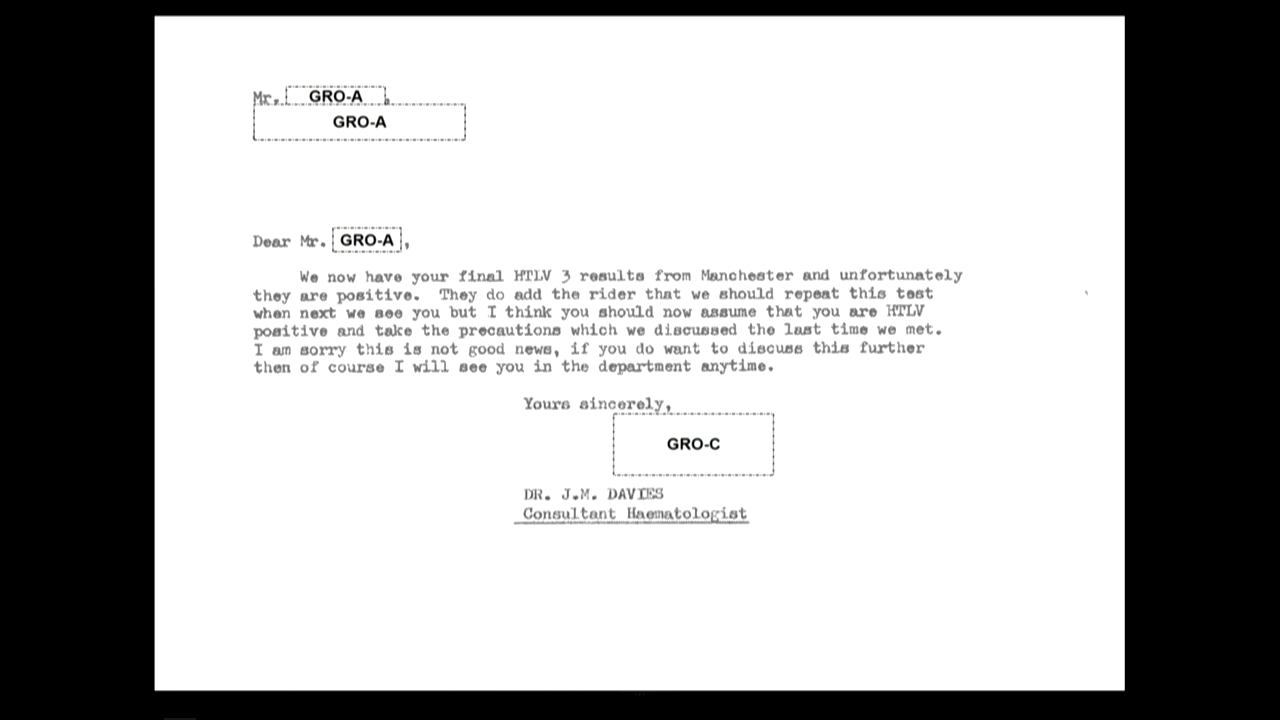 Mr. GRO-A.
GRO-A
Dear Mr. GRO-A,
We now have your final HTLV 3 results from Manchester and unfortunately
they are positive. They do add the rider that we should repeat this test
when next we see you but I think you should now assume that you are HTLV
positive and take the precautions which we discussed the last time we met.
I am sorry this is not good news, if you do want to discuss this further
then of course I will see you in the department anytime.
Yours sincerely,
GRO-C
DR. J.M. DAVIES
Consultant Haematologist